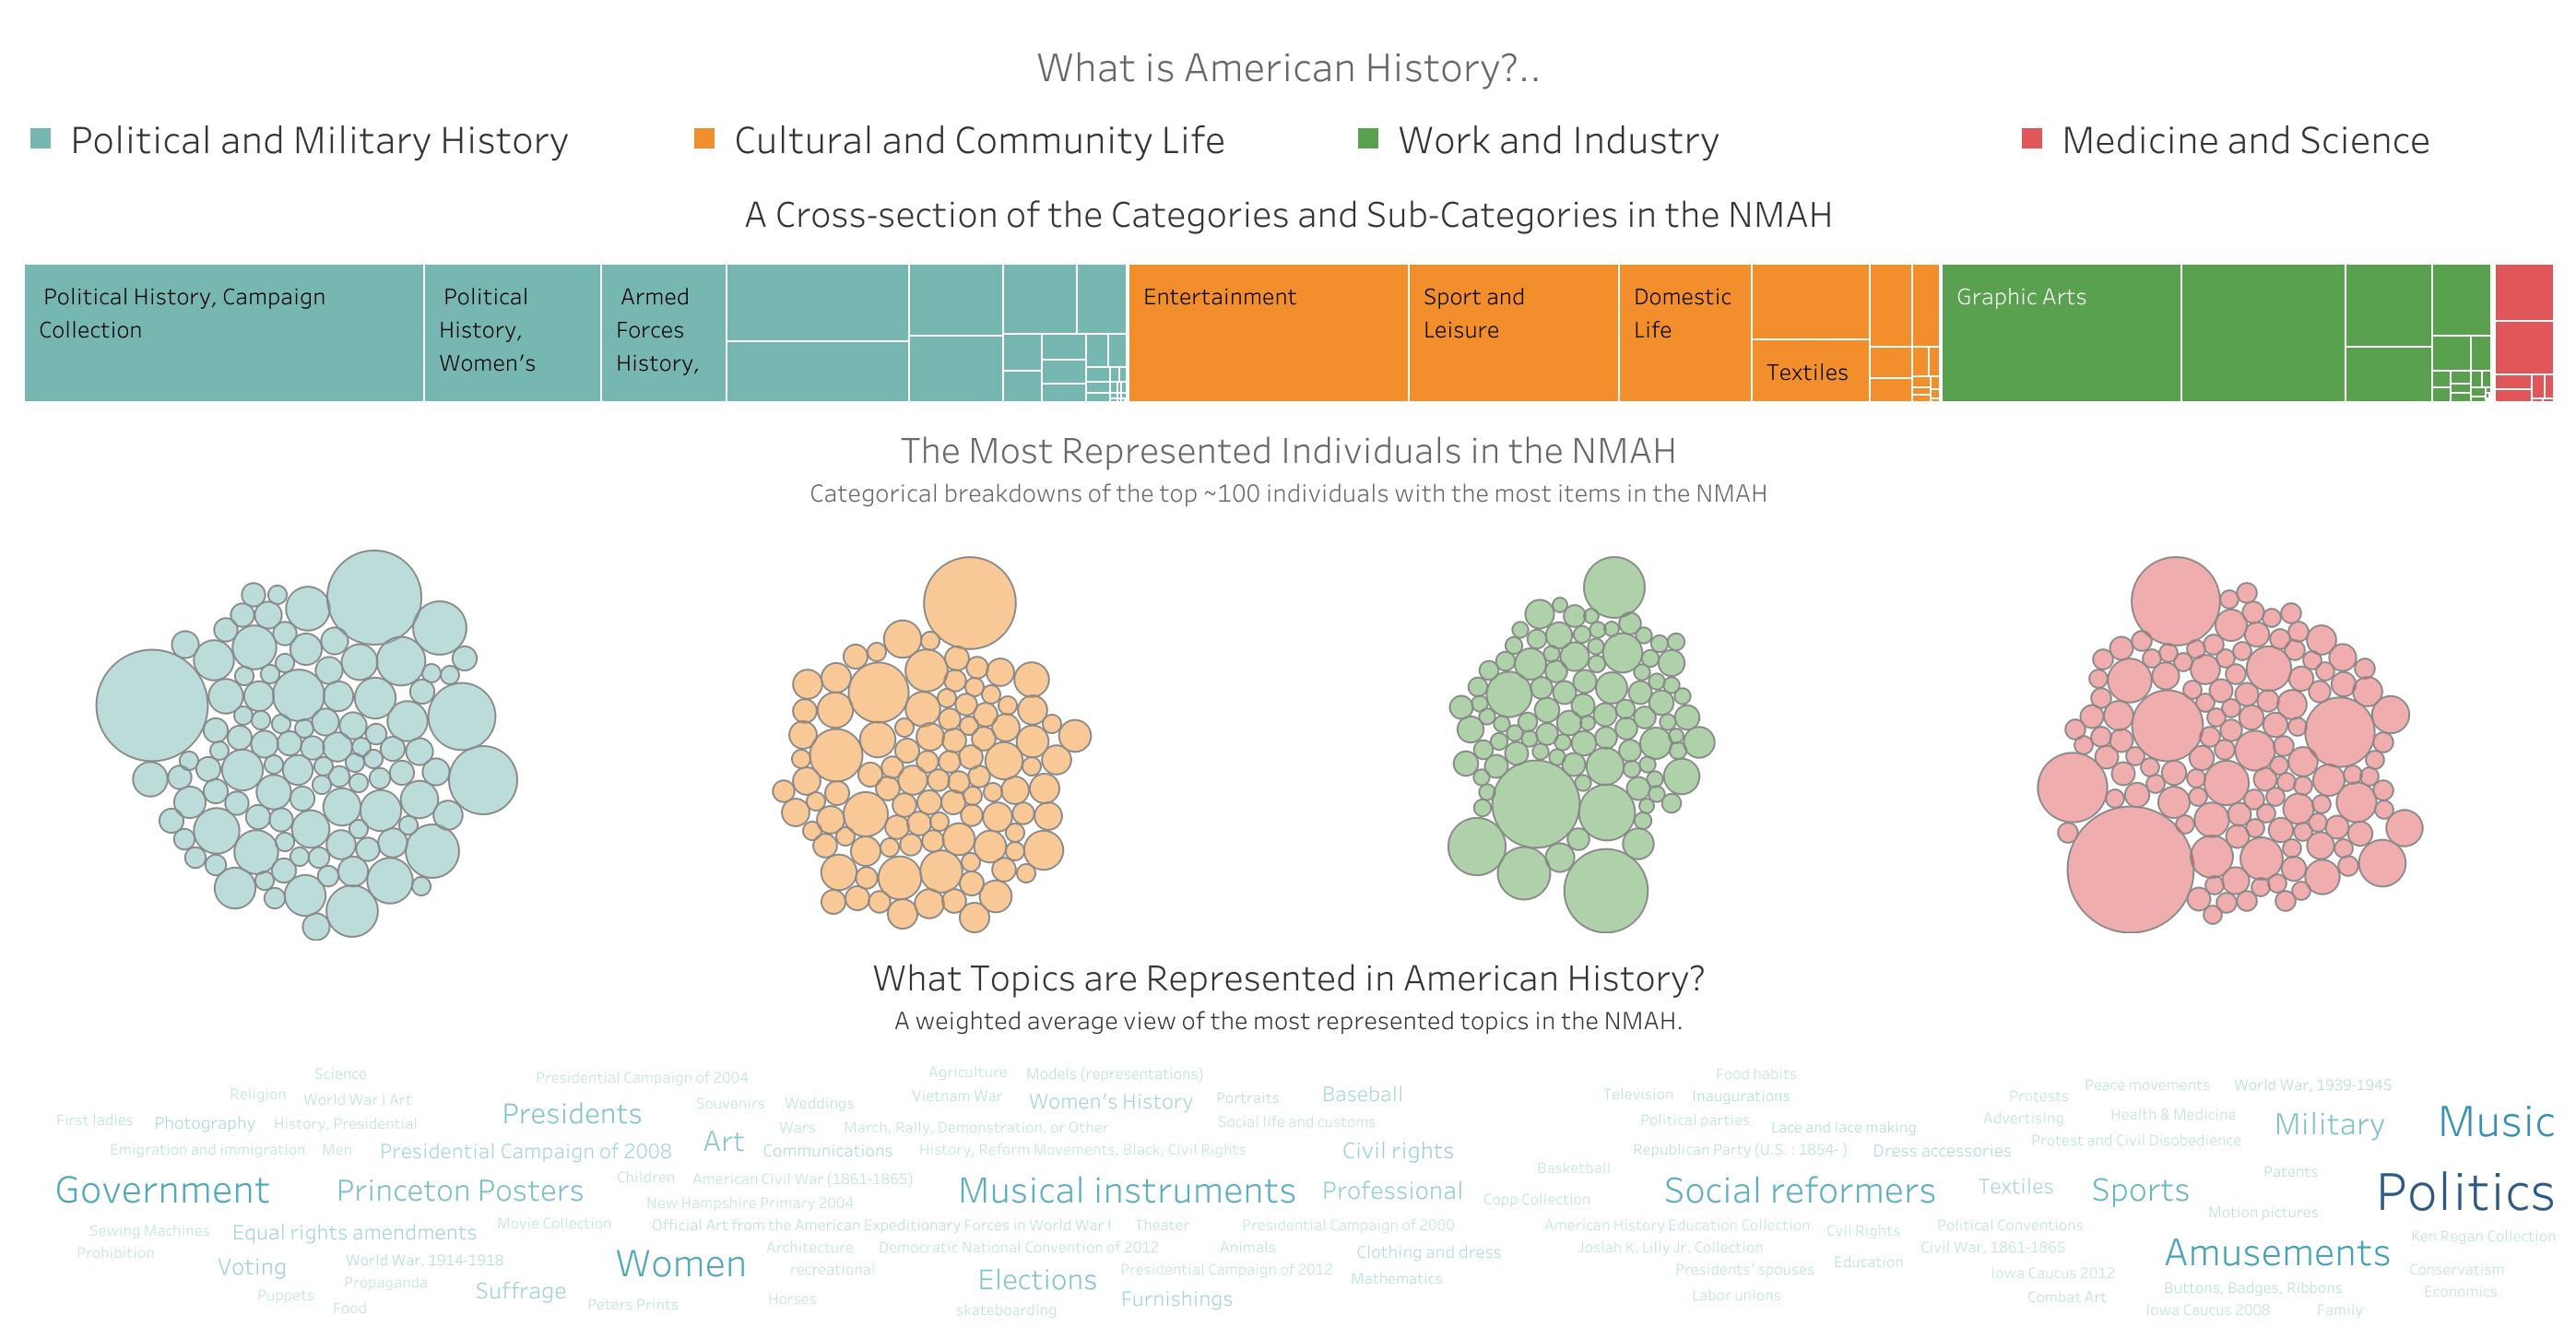 What is American History?..
Political and Military History
Cultural and Community Life
Work and Industry
Medicine and Science
A Cross-section of the Categories and Sub-Categories in the NMAH
Political History, Campaign
Collection
Political
History,
Women's
Armed
Forces
History,
Entertainment
Sport and
Leisure
Domestic
Life
Textiles
Graphic Arts
The Most Represented Individuals in the NMAH
Categorical breakdowns of the top ~100 individuals with the most items in the NMAH
What Topics are Represented in American History?
A weighted average view of the most represented topics in the NMAH.
Science
Religion
World War I Art
First ladies
Photography
History, Presidential
Emigration and immigration
Men
Presidential Campaign of 2008
Presidential Campaign of 2004
Presidents
Souvenirs
Weddings
Art
Wars
March, Rally, Demonstration, or Other
Communications
History, Reform Movements, Black, Civil Rights
Agriculture
Models (representations)
Vietnam War
Women's History
Portraits
Baseball
Social life and customs
Civil rights
Food habits
Television
Inaugurations
Political parties
Lace and lace making
Republican Party (U.S. : 1854- )
Dress accessories
Protests
Peace movements
World War, 1939-1945
Advertising
Health & Medicine
Military
Music
Protest and Civil Disobedience
Government
Princeton Posters
Children
American Civil War (1861-1865)
New Hampshire Primary 2004
Musical instruments
Professional
Basketball
Copp Collection
Social reformers
Textiles
Sports
Patents
Politics
Motion pictures
Sewing Machines
Equal rights amendments
Movie Collection
Official Art from the American Expeditionary Forces in World War I
Theater
Presidential Campaign of 2000
American History Education Collection
Cvil Rights
Political Conventions
Ken Regan Collection
Prohibition
Voting
World War, 1914-1918
Women
Architecture
Democratic National Convention of 2012
Animals
Clothing and dress
Josiah K. Lilly Jr. Collection
Civil War, 1861-1865
Amusements
Propaganda
Suffrage
recreational
Elections
Presidential Campaign of 2012
Mathematics
Presidents' spouses
Education
Iowa Caucus 2012
Conservatism
Puppets
Food
Peters Prints
Horses
skateboarding
Furnishings
Labor unions
Combat Art
Buttons, Badges, Ribbons
Economics
Iowa Caucus 2008
Family